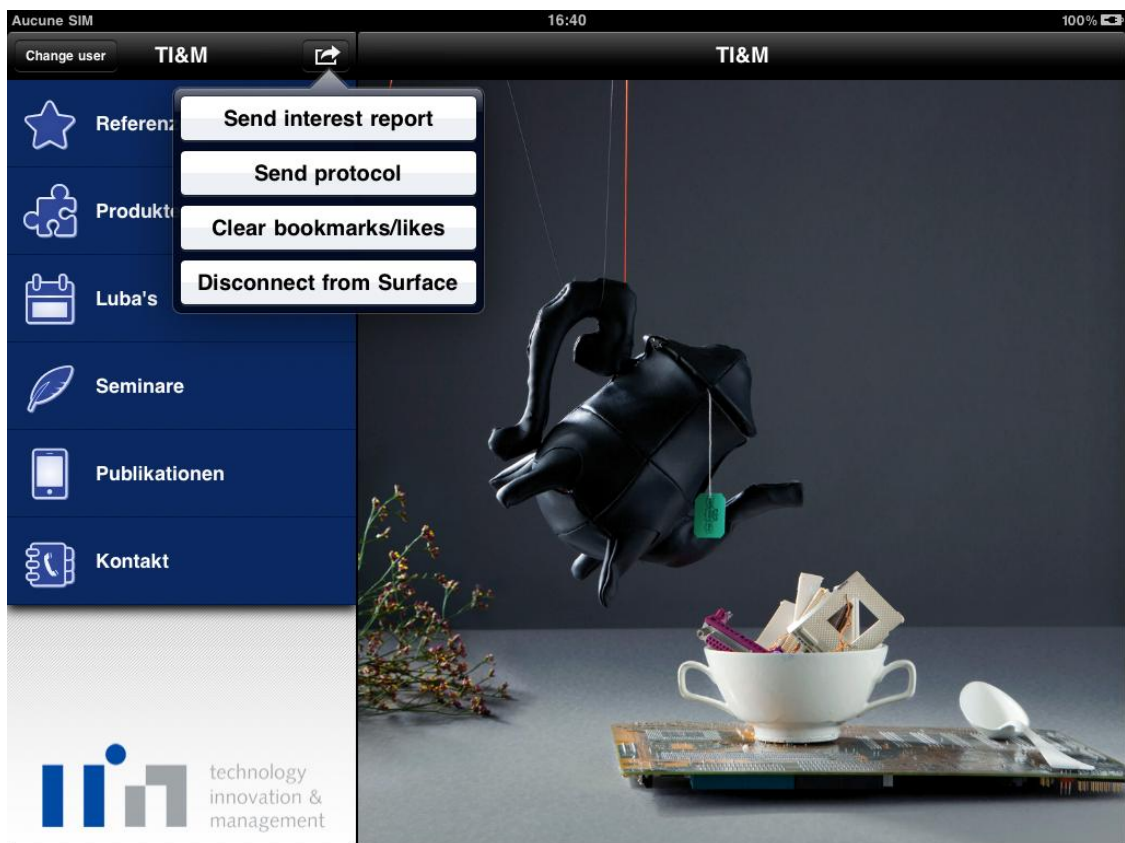 Aucune SIM 16:40 100%
Change user TI&M TI&M
Send interest report
Send protocol
Clear bookmarks/likes
Disconnect from Surface
Referenz
Produkte
Luba's
Seminare
Publikationen
Kontakt
technology
innovation &
management